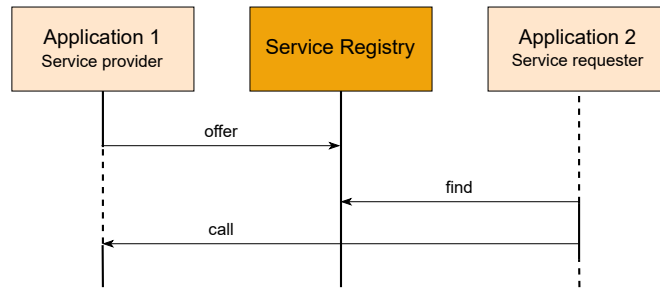 Application 1
Service provider
Service Registry
Application 2
Service requester
offer
find
call